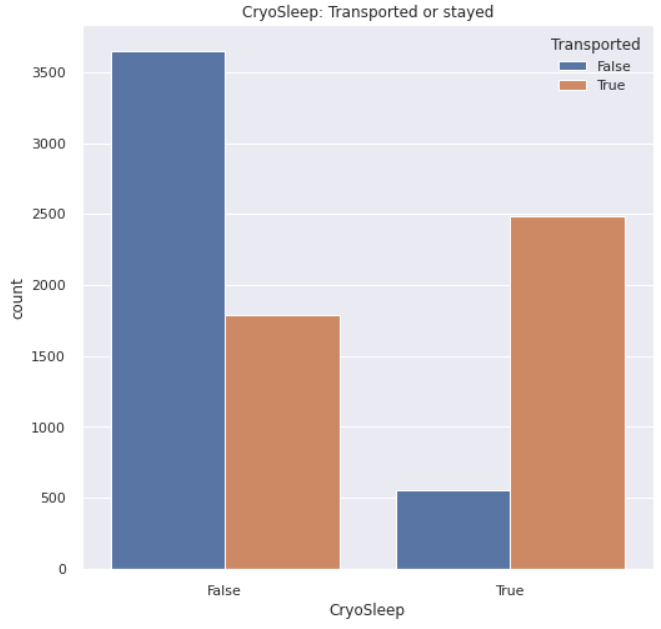 CryoSleep: Transported or stayed
Transported
False
True
3500
3000
2500
2000
1500
1000
500
0
count
False
True
CryoSleep